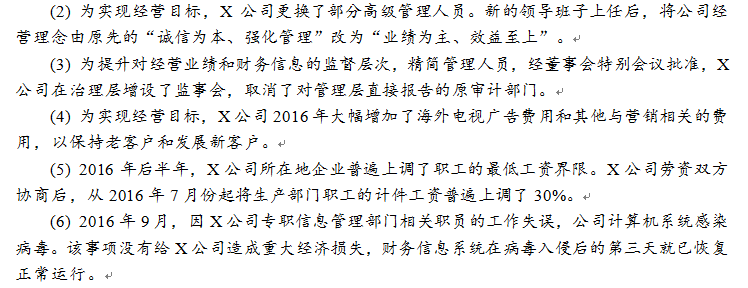 (2) 为实现经营目标，X 公司更换了部分高级管理人员。新的领导班子上任后，将公司经
营理念由原先的“诚信为本、强化管理”改为“业绩为主、效益至上”。
(3) 为提升对经营业绩和财务信息的监督层次，精简管理人员，经董事会特别会议批准，X
公司在治理层增设了监事会，取消了对管理层直接报告的原审计部门。
(4) 为实现经营目标，X 公司 2016 年大幅增加了海外电视广告费用和其他与营销相关的费
用，以保持老客户和发展新客户。
(5) 2016 年后半年，X 公司所在地企业普遍上调了职工的最低工资界限。X 公司劳资双方
协商后，从 2016 年 7 月份起将生产部门职工的计件工资普遍上调了 30%。
(6) 2016 年 9 月，因 X 公司专职信息管理部门相关职员的工作失误，公司计算机系统感染
病毒。该事项没有给 X 公司造成重大经济损失，财务信息系统在病毒入侵后的第三天就已恢复
正常运行。